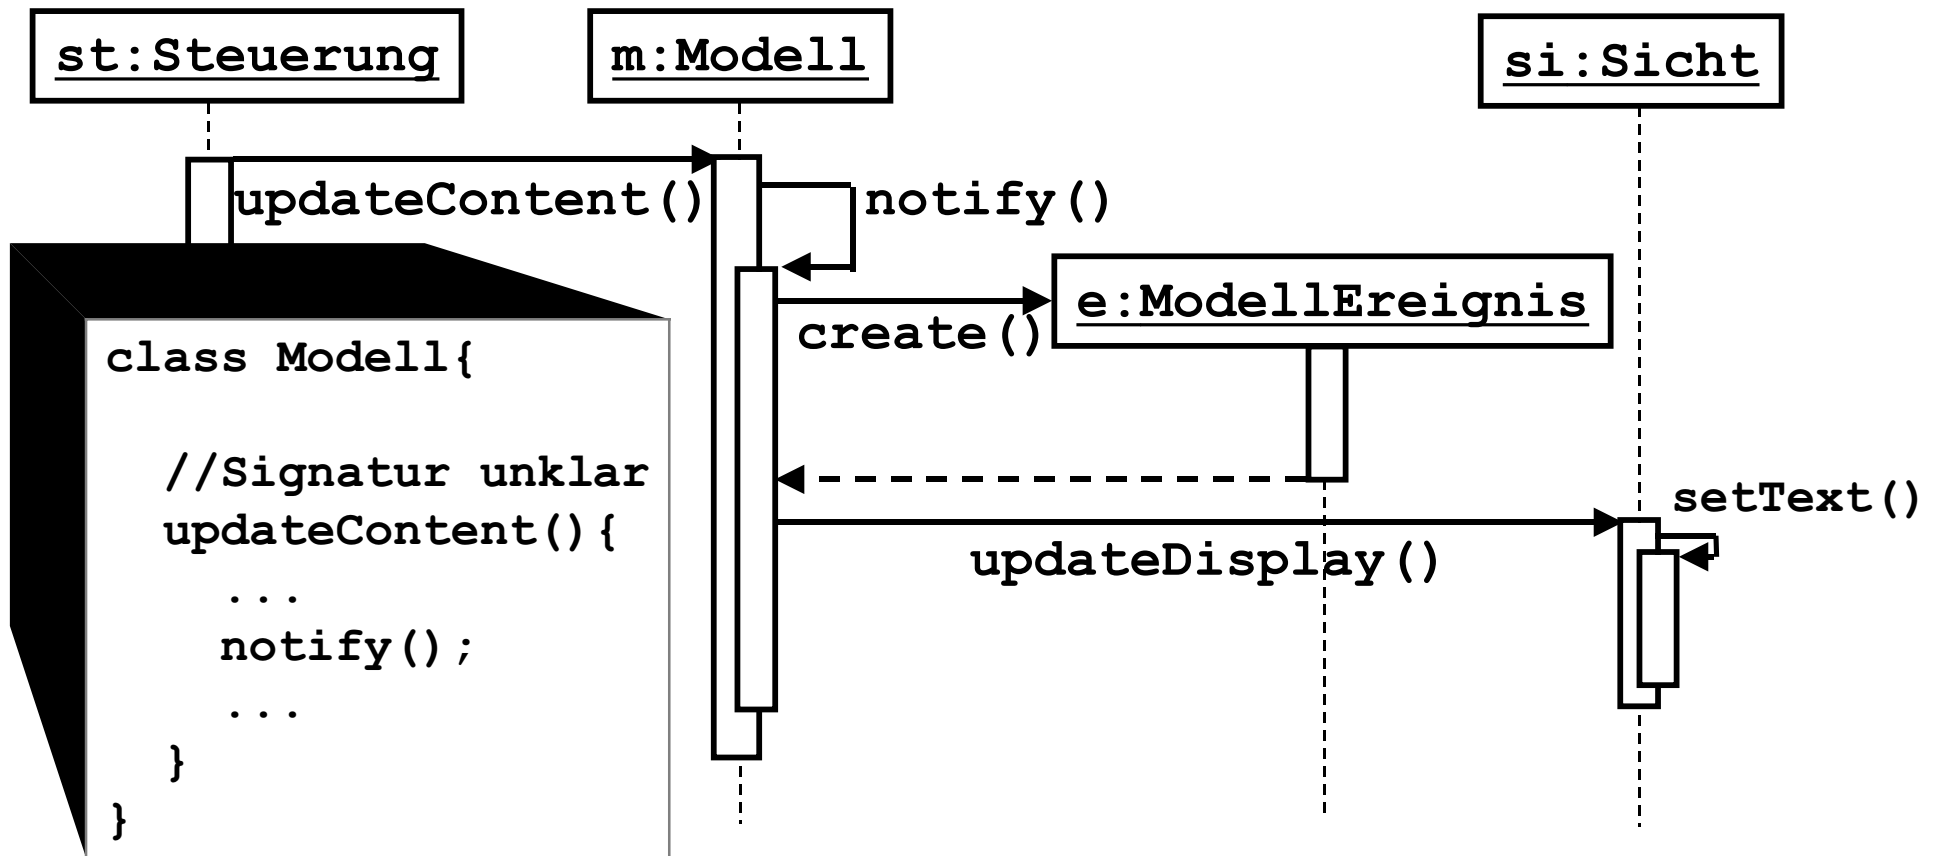 st:Steuerung
m:Modell
si:Sicht
updateContent()
notify()
e:ModellEreignis
create()
setText()
updateDisplay()
class Modell{
//Signatur unklar
updateContent(){
...
notify();
...
}
}